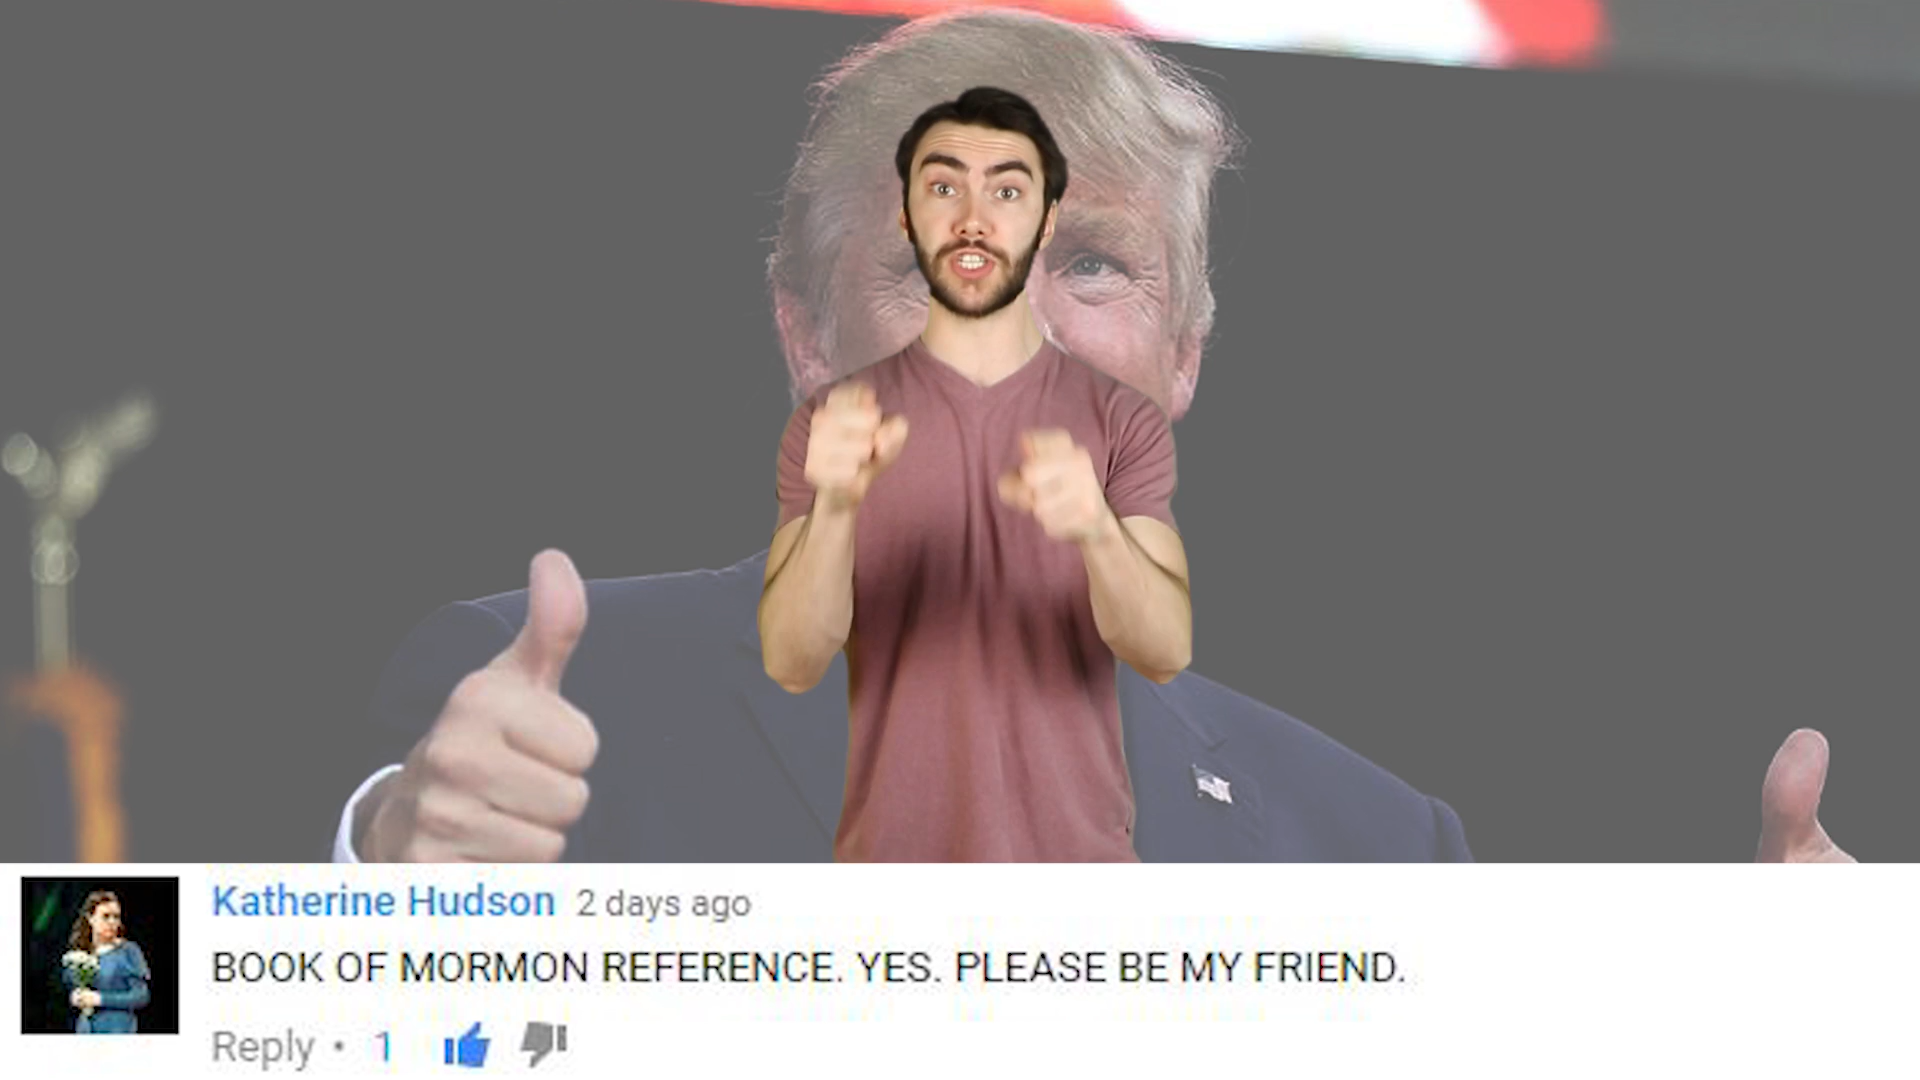 Katherine Hudson 2 days ago
BOOK OF MORMON REFERENCE. YES. PLEASE BE MY FRIEND.
Reply • 1